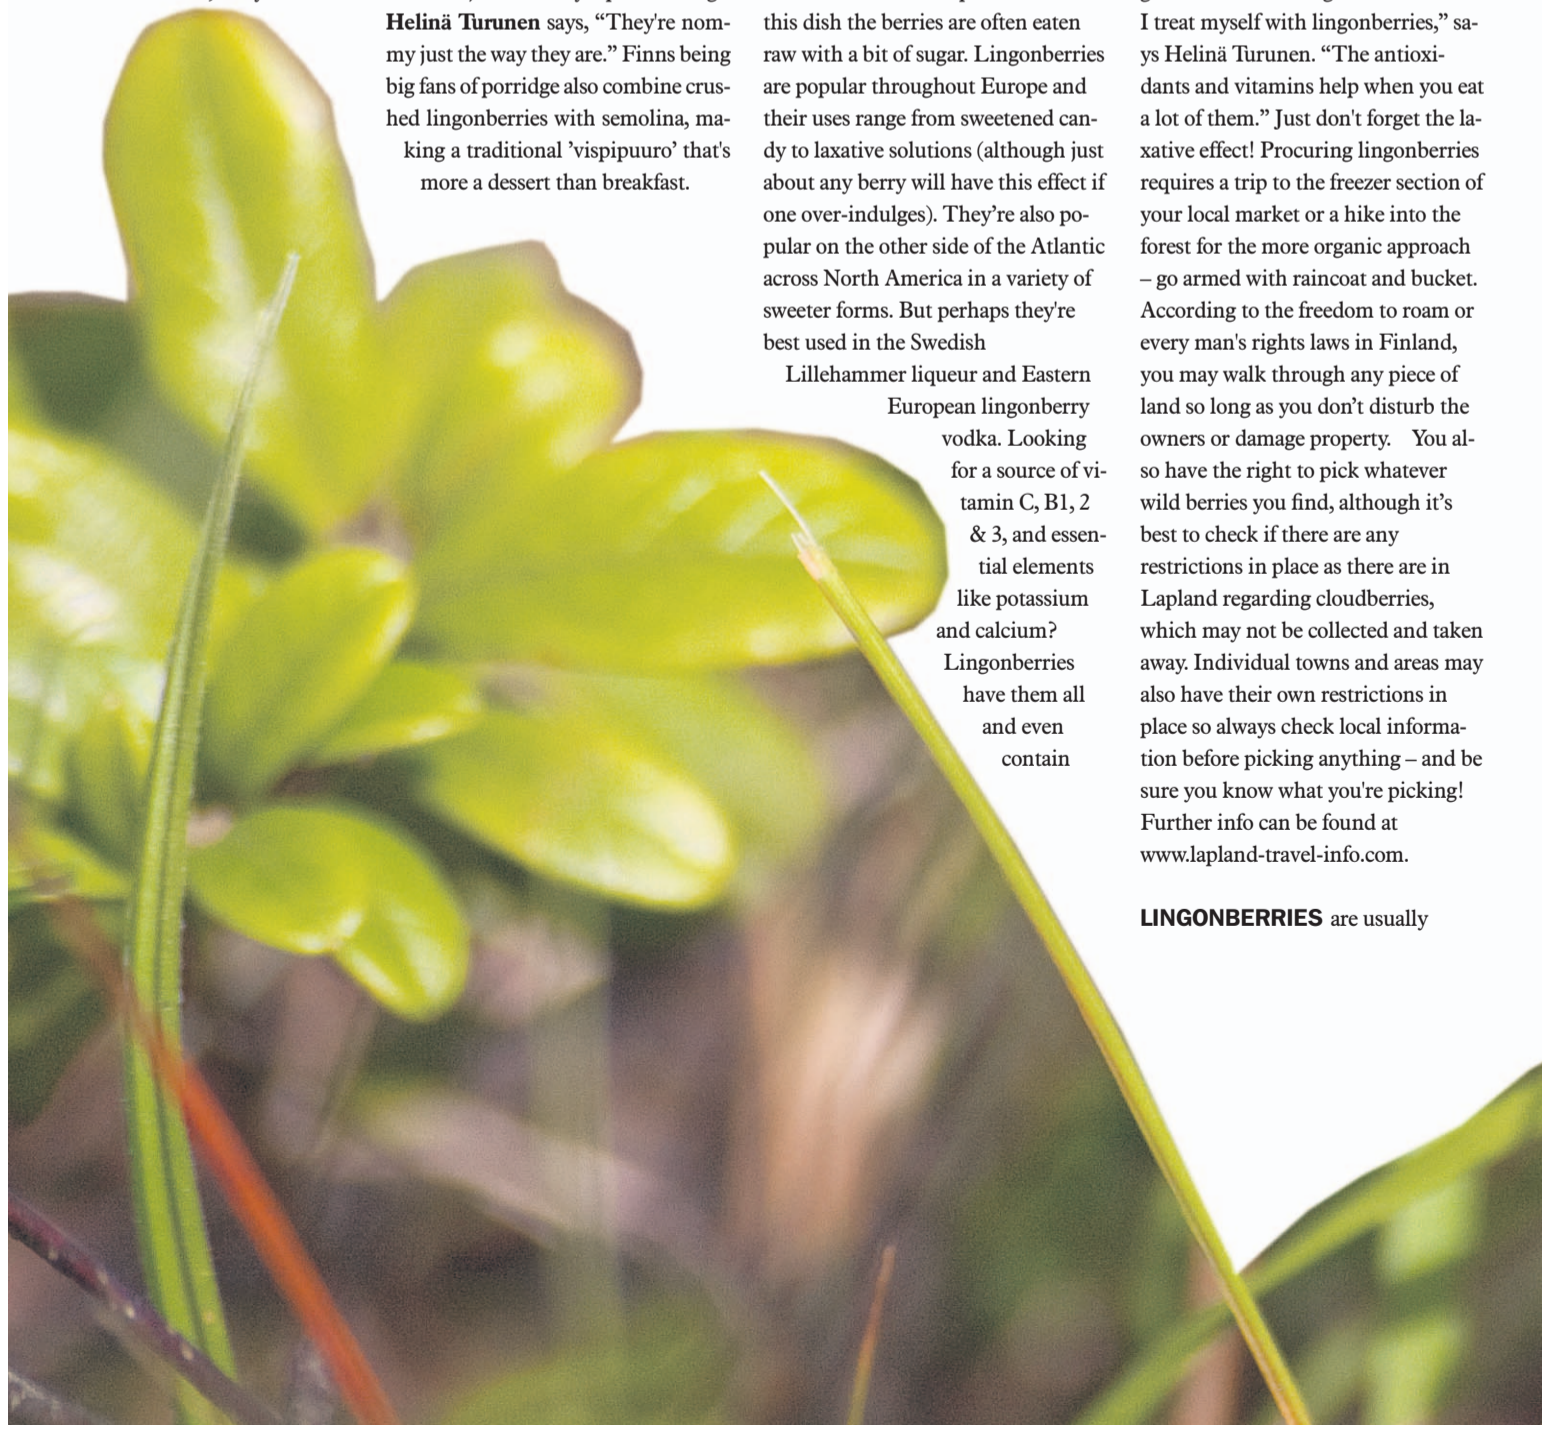 Helinä Turunen says, “They're nom-
my just the way they are.” Finns being
big fans of porridge also combine crus-
hed lingonberries with semolina, ma-
king a traditional ’vispipuuro’ that's
more a dessert than breakfast.
this dish the berries are often eaten
raw with a bit of sugar. Lingonberries
are popular throughout Europe and
their uses range from sweetened can-
dy to laxative solutions (although just
about any berry will have this effect if
one over-indulges). They’re also po-
pular on the other side of the Atlantic
across North America in a variety of
sweeter forms. But perhaps they're
best used in the Swedish
Lillehammer liqueur and Eastern
European lingonberry
vodka. Looking
for a source of vi-
tamin C, B1, 2
& 3, and essen-
tial elements
like potassium
and calcium?
Lingonberries
have them all
and even
contain
I treat myself with lingonberries,” sa-
ys Helinä Turunen. “The antioxi-
dants and vitamins help when you eat
a lot of them.” Just don't forget the la-
xative effect! Procuring lingonberries
requires a trip to the freezer section of
your local market or a hike into the
forest for the more organic approach
– go armed with raincoat and bucket.
According to the freedom to roam or
every man's rights laws in Finland,
you may walk through any piece of
land so long as you don’t disturb the
owners or damage property. You al-
so have the right to pick whatever
wild berries you find, although it’s
best to check if there are any
restrictions in place as there are in
Lapland regarding cloudberries,
which may not be collected and taken
away. Individual towns and areas may
also have their own restrictions in
place so always check local informa-
tion before picking anything – and be
sure you know what you're picking!
Further info can be found at
www.lapland-travel-info.com.
LINGONBERRIES are usually